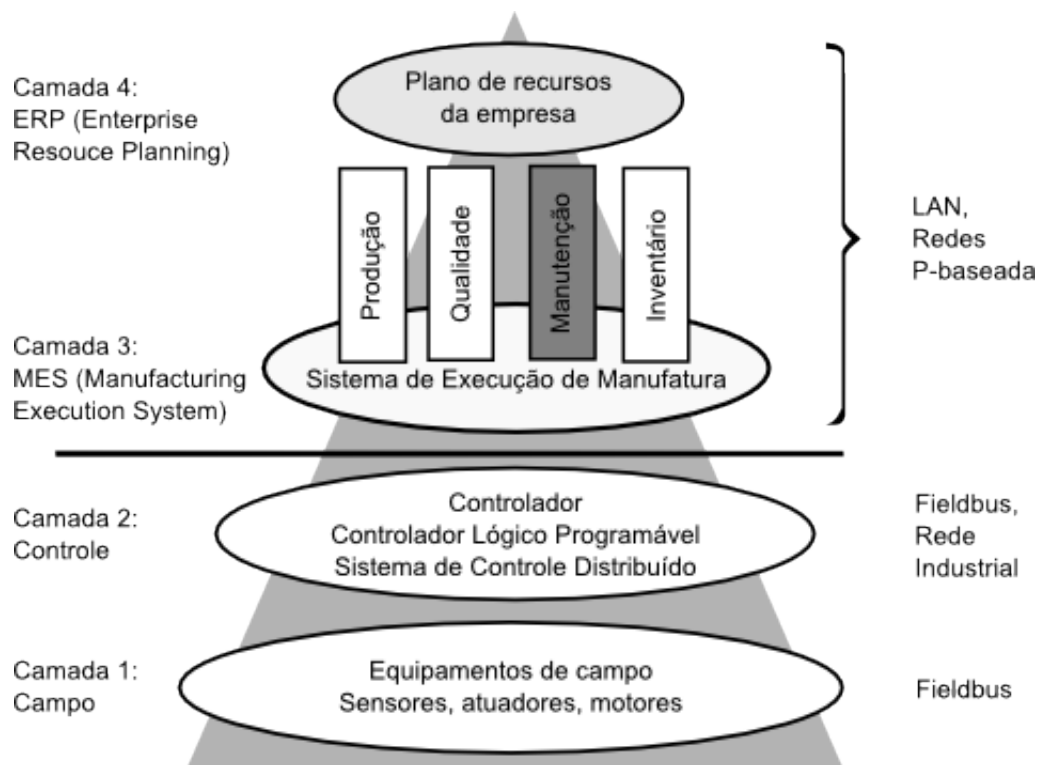 Camada 4:
ERP (Enterprise
Resouce Planning)
Plano de recursos
da empresa
Produção
Qualidade
Manutenção
Inventário
LAN,
Redes
P-baseada
Camada 3:
MES (Manufacturing
Execution System)
Sistema de Execução de Manufatura
Camada 2:
Controle
Controlador
Controlador Lógico Programável
Sistema de Controle Distribuído
Fieldbus,
Rede
Industrial
Camada 1:
Campo
Equipamentos de campo
Sensores, atuadores, motores
Fieldbus